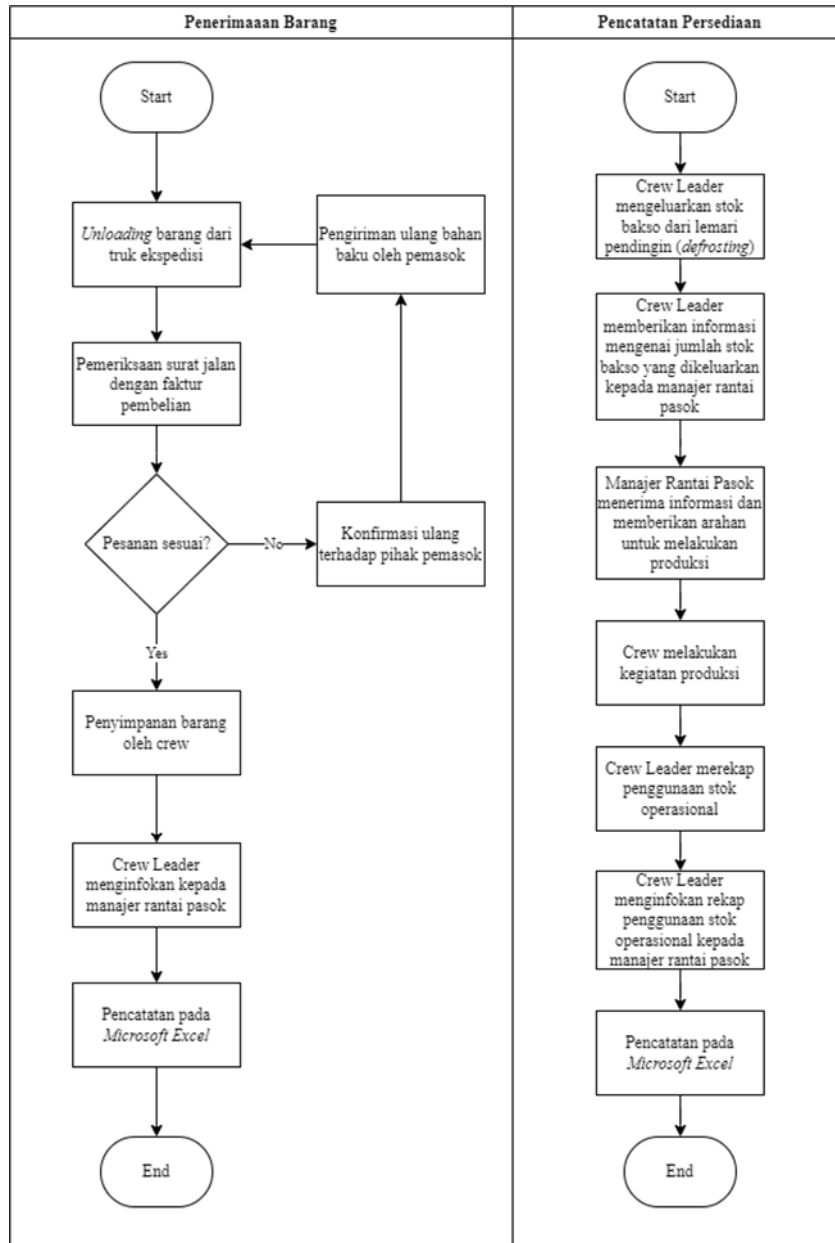 Penerimaaan Barang
Start
Unloading barang dari
truk ekspedisi
Pengiriman ulang bahan
baku oleh pemasok
Pemeriksaan surat jalan
dengan faktur
pembelian
Pesanan sesuai?
No
Konfirmasi ulang
terhadap pihak pemasok
Yes
Penyimpanan barang
oleh crew
Crew Leader
menginfokan kepada
manajer rantai pasok
Pencatatan pada
Microsoft Excel
End
Pencatatan Persediaan
Start
Crew Leader
mengeluarkan stok
bakso dari lemari
pendingin (defrosting)
Crew Leader
memberikan informasi
mengenai jumlah stok
bakso yang dikeluarkan
kepada manajer rantai
pasok
Manajer Rantai Pasok
menerima informasi dan
memberikan arahan
untuk melakukan
produksi
Crew melakukan
kegiatan produksi
Crew Leader merekap
penggunaan stok
operasional
Crew Leader
menginfokan rekap
penggunaan stok
operasional kepada
manajer rantai pasok
Pencatatan pada
Microsoft Excel
End